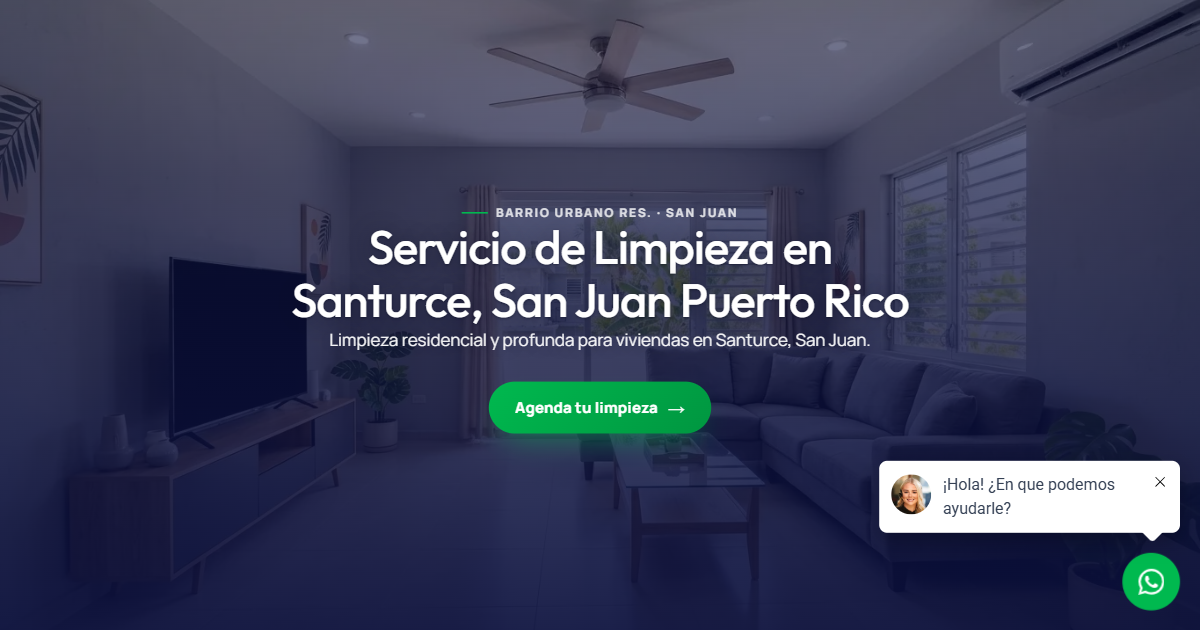 BARRIO URBANO RES. · SAN JUAN
Servicio de Limpieza en
Santurce, San Juan Puerto Rico
Limpieza residencial y profunda para viviendas en Santurce, San Juan.
Agenda tu limpieza →
¡Hola! ¿En que podemos
ayudarle?